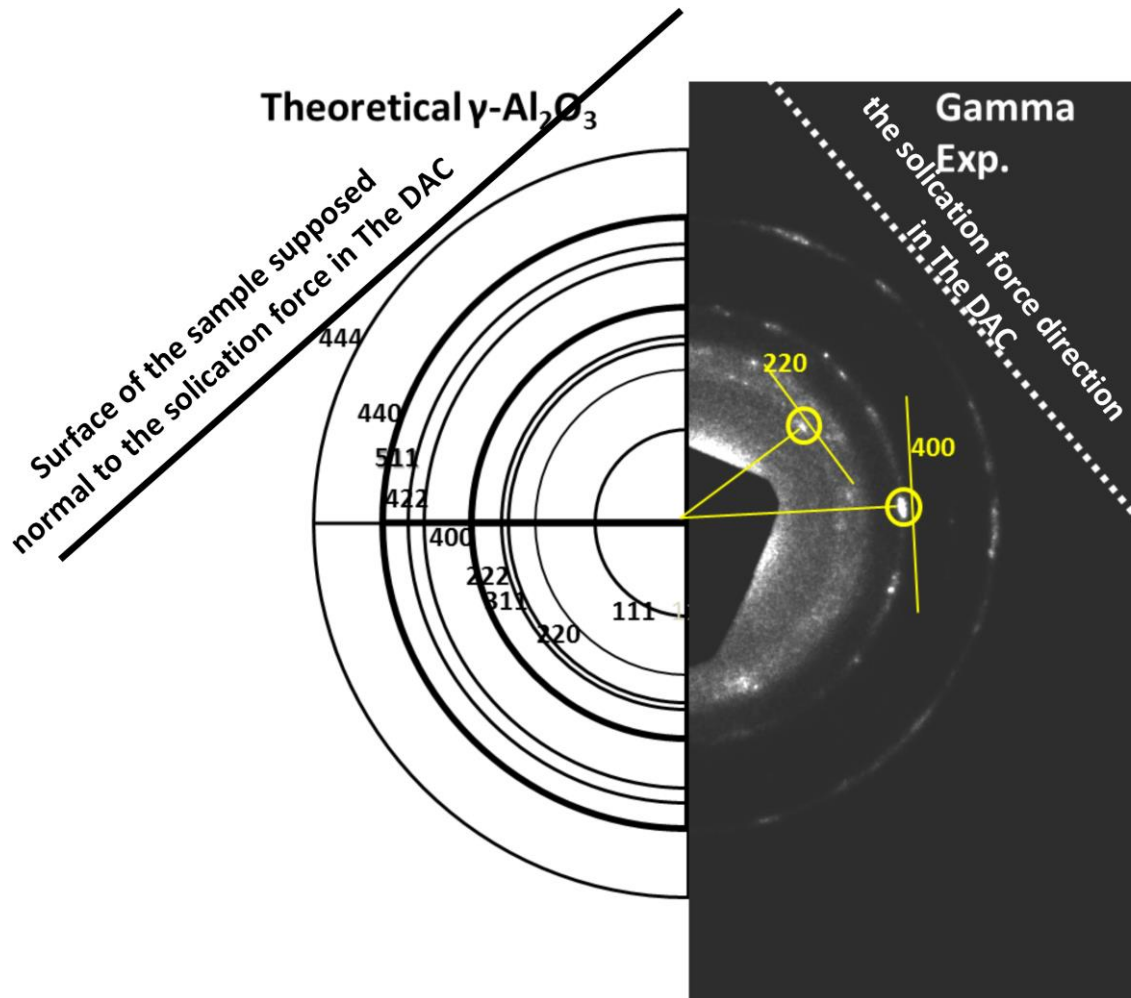 Theoretical γ-Al₂O₃
Surface of the sample supposed
normal to the solication force in The DAC
444
440
511
422
400
222
311
220
111
Gamma
Exp.
the solication force direction
in The DAC
220
400